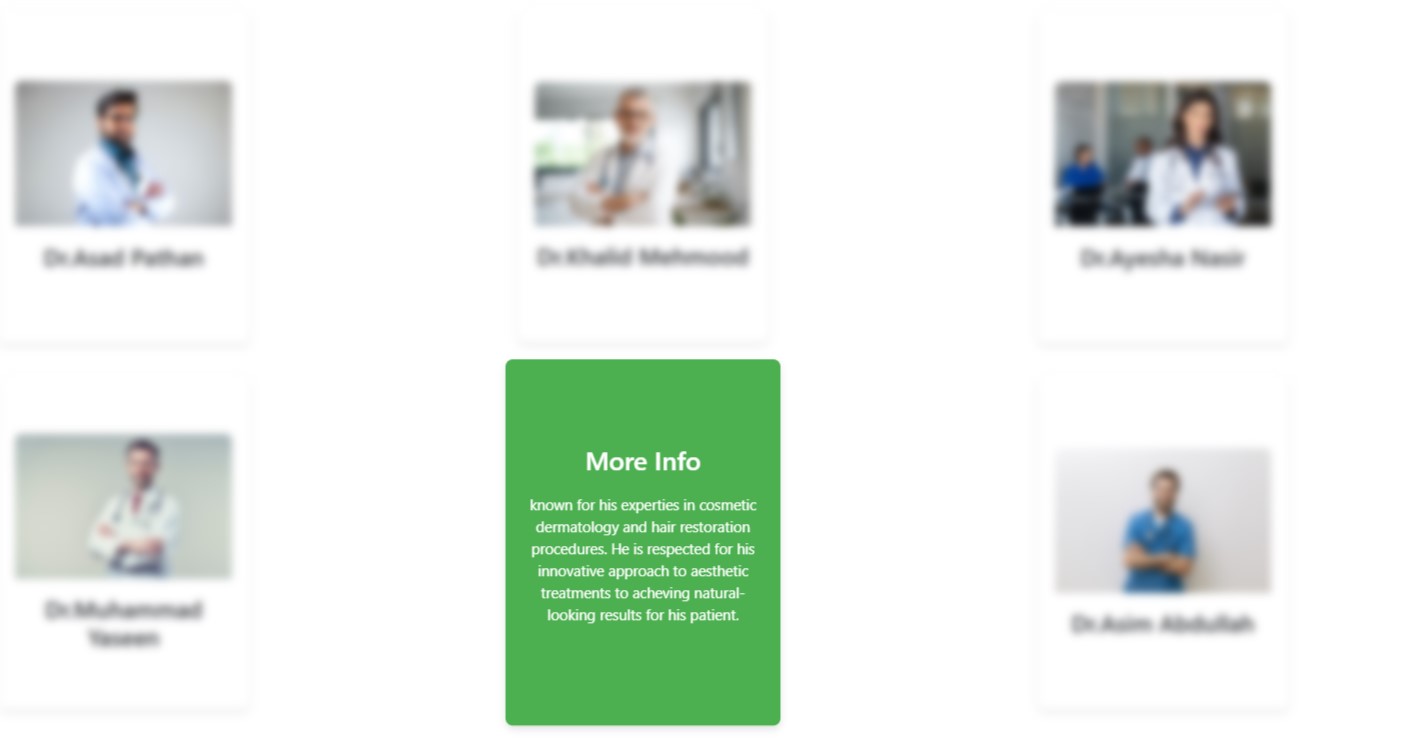 Dr.Asad Pathan
Dr.Khalid Mehmood
Dr.Ayesha Nasir
Dr.Muhammad
Yaseen
More Info
known for his experties in cosmetic
dermatology and hair restoration
procedures. He is respected for his
innovative approach to aesthetic
treatments to acheving natural-
looking results for his patient.
Dr.Asim Abdullah